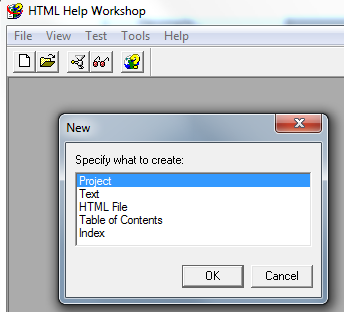 HTML Help Workshop
File View Test Tools Help
New
Specify what to create:
Project
Text
HTML File
Table of Contents
Index
OK Cancel